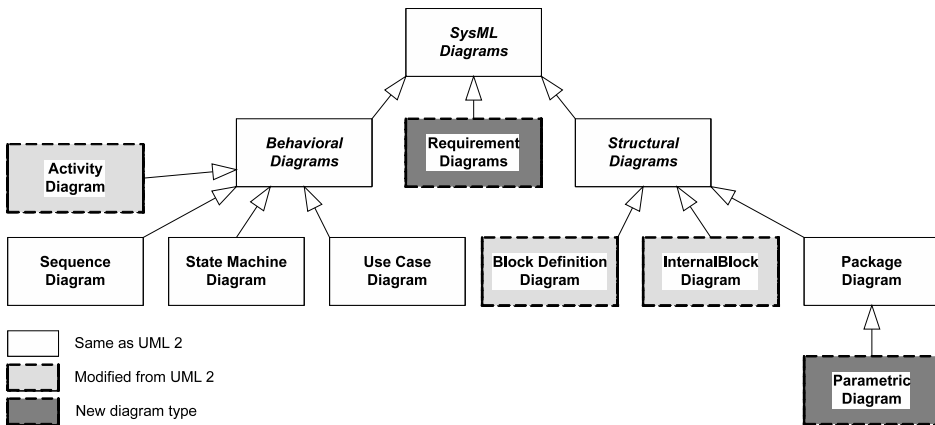 SysML
Diagrams
Behavioral
Diagrams
Requirement
Diagrams
Structural
Diagrams
Activity
Diagram
Sequence
Diagram
State Machine
Diagram
Use Case
Diagram
Block Definition
Diagram
InternalBlock
Diagram
Package
Diagram
Same as UML 2
Modified from UML 2
New diagram type
Parametric
Diagram